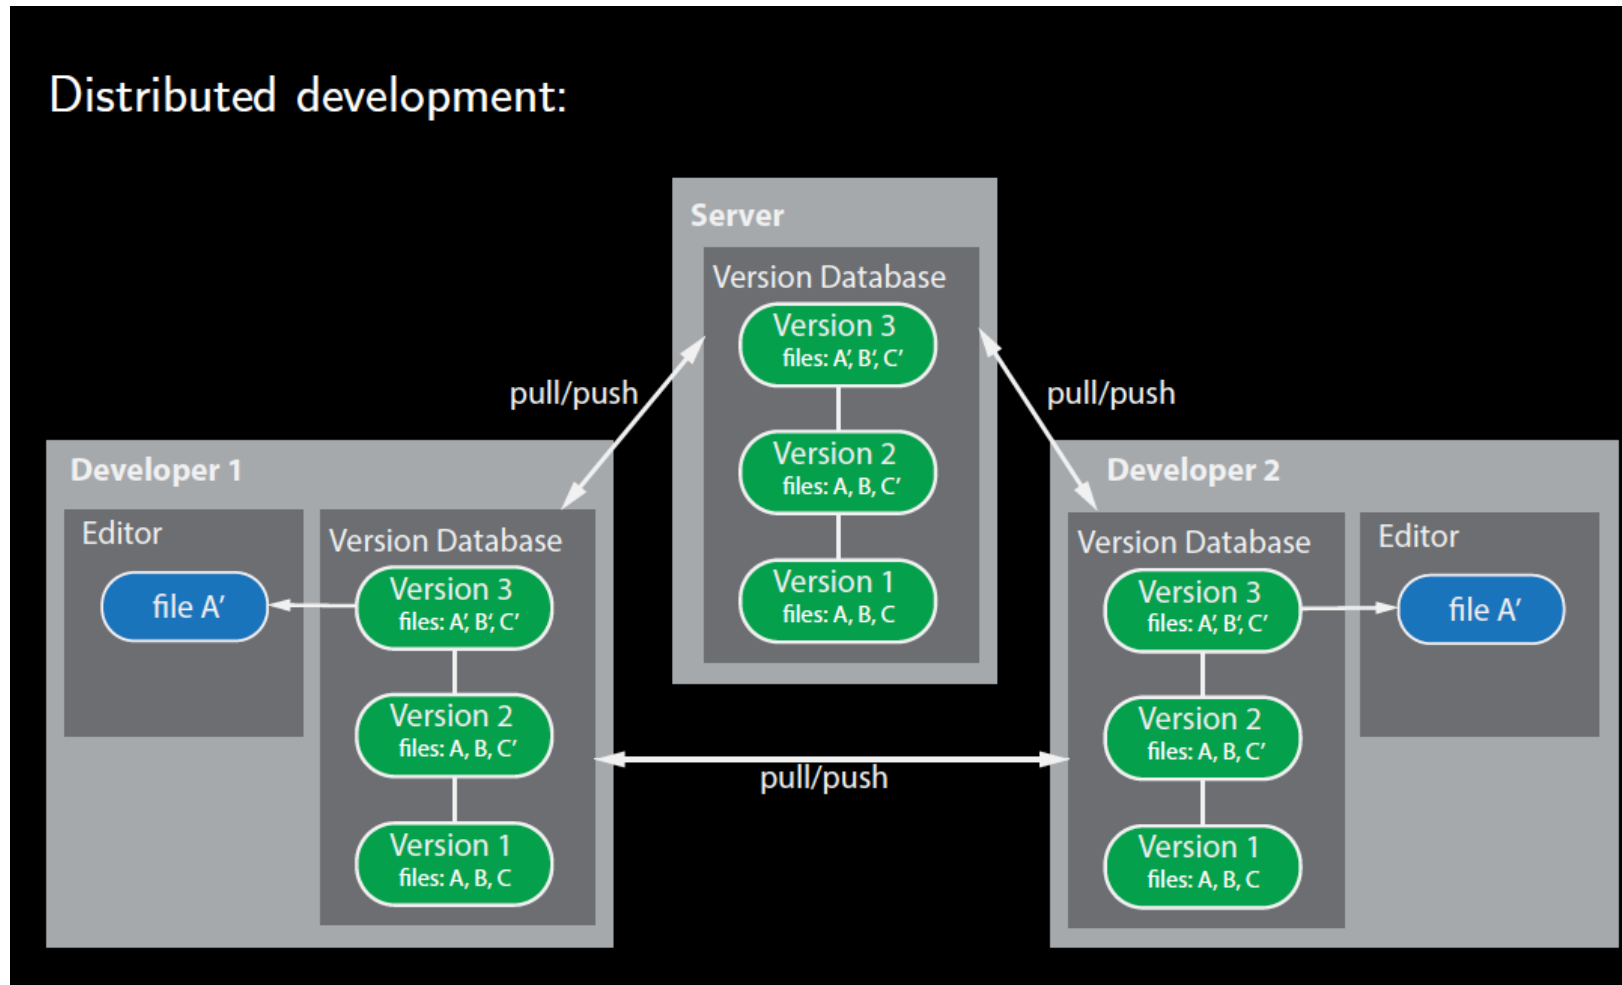 Distributed development:
Server
Version Database
Version 3
files: A’, B’, C’
Version 2
files: A, B, C’
Version 1
files: A, B, C
pull/push
pull/push
Developer 1
Editor
file A’
Version Database
Version 3
files: A’, B’, C’
Version 2
files: A, B, C’
Version 1
files: A, B, C
pull/push
Developer 2
Version Database
Version 3
files: A’, B’, C’
Version 2
files: A, B, C’
Version 1
files: A, B, C
Editor
file A’